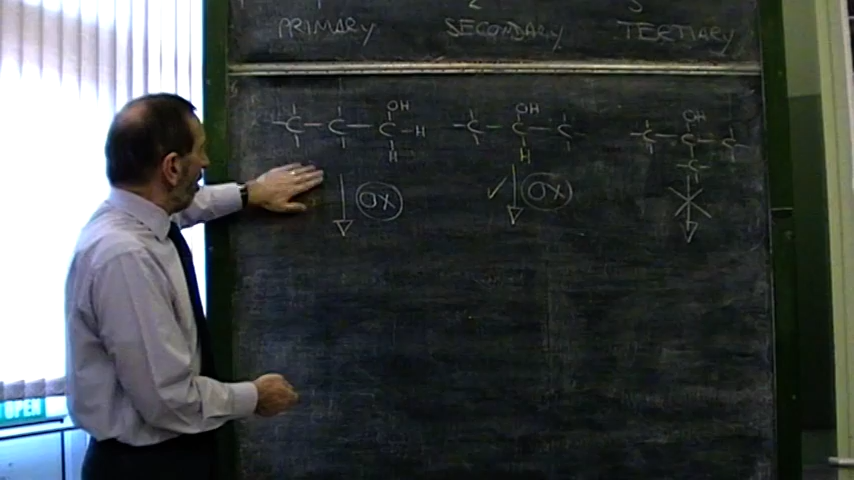 PRIMARY SECONDARY TERTIARY
OH OH OH
C C C H C C C C C C
H H C
OX ✓ OX
OPEN